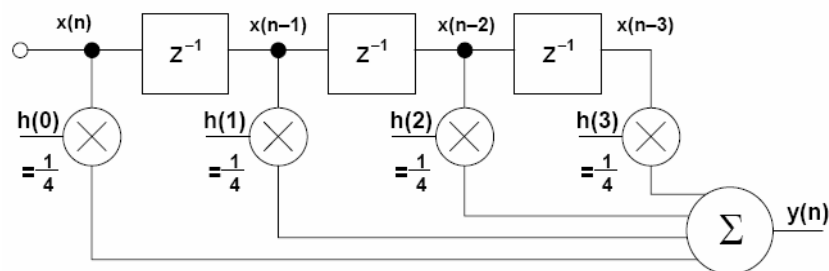 x(n) x(n–1) x(n–2) x(n–3)
z⁻¹ z⁻¹ z⁻¹
h(0) h(1) h(2) h(3)
=1/4 =1/4 =1/4 =1/4
Σ y(n)